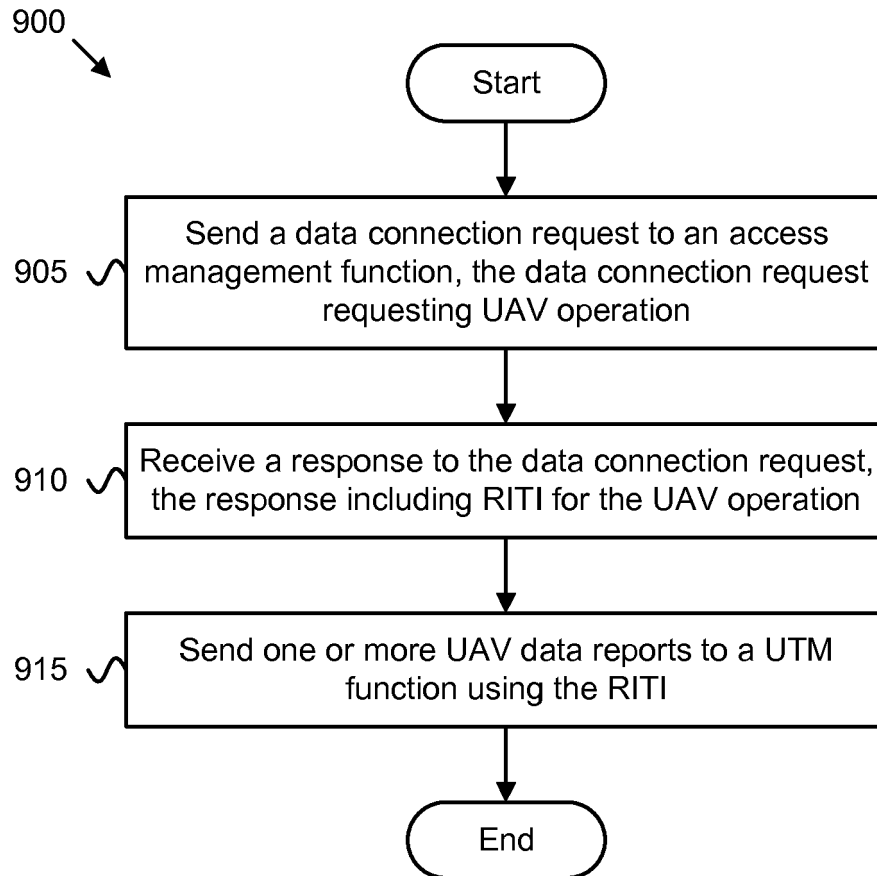 900
Start
905
Send a data connection request to an access
management function, the data connection request
requesting UAV operation
910
Receive a response to the data connection request,
the response including RITI for the UAV operation
915
Send one or more UAV data reports to a UTM
function using the RITI
End